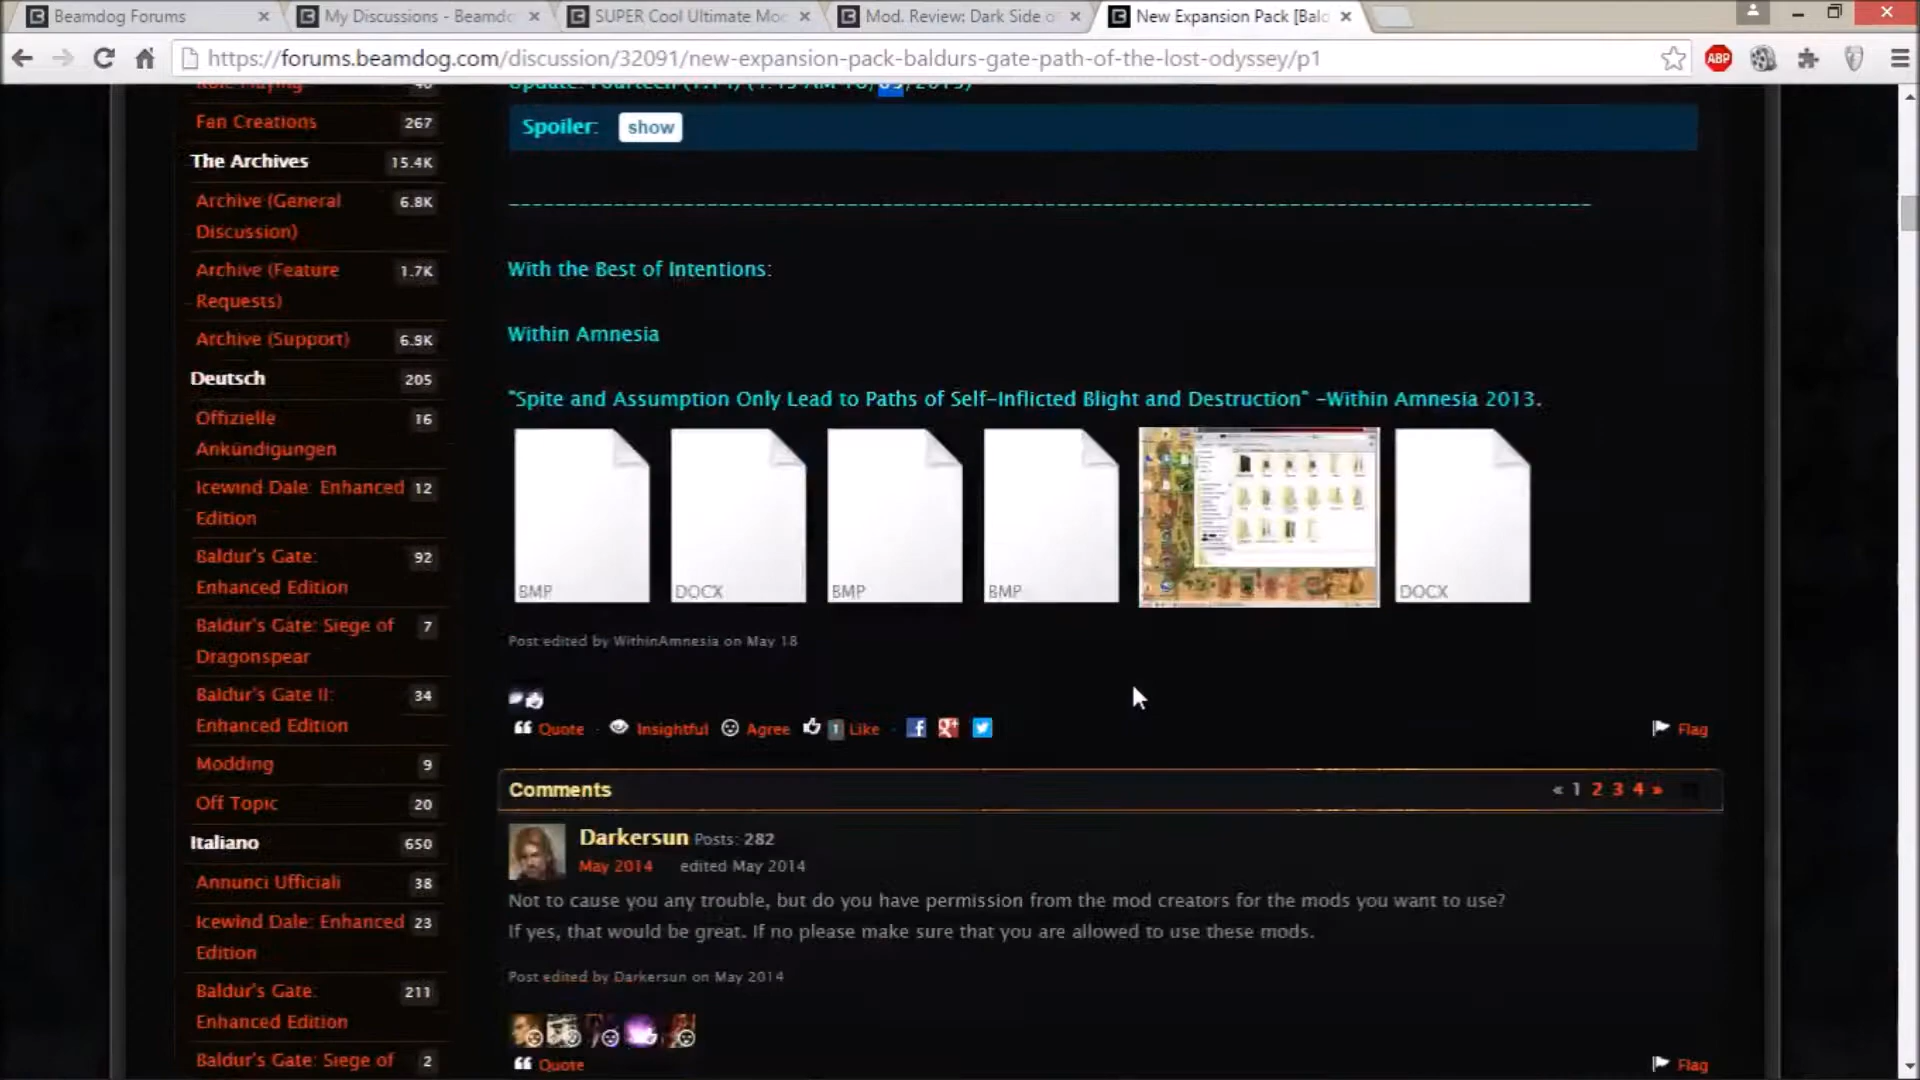 Beamdog Forums
My Discussions - Beamdo
SUPER Cool Ultimate Mod
Mod. Review: Dark Side o
New Expansion Pack [Bald
https://forums.beamdog.com/discussion/32091/new-expansion-pack-baldurs-gate-path-of-the-lost-odyssey/p1
ABP
Fan Creations 267
The Archives 15.4K
Archive (General 6.8K
Discussion)
Archive (Feature 1.7K
Requests)
Archive (Support) 6.9K
Deutsch 205
Offizielle 16
Ankündigungen
Icewind Dale: Enhanced 12
Edition
Baldur's Gate: 92
Enhanced Edition
Baldur's Gate: Siege of 7
Dragonspear
Baldur's Gate II: 34
Enhanced Edition
Modding 9
Off Topic 20
Italiano 650
Annunci Ufficiali 38
Icewind Dale: Enhanced 23
Edition
Baldur's Gate: 211
Enhanced Edition
Baldur's Gate: Siege of 2
Spoiler: show
With the Best of Intentions:
Within Amnesia
"Spite and Assumption Only Lead to Paths of Self-Inflicted Blight and Destruction" -Within Amnesia 2013.
BMP DOCX BMP BMP DOCX
Post edited by WithinAmnesia on May 18
Quote · Insightful Agree 1 Like · Flag
Comments « 1 2 3 4 »
Darkersun Posts: 282
May 2014 edited May 2014
Not to cause you any trouble, but do you have permission from the mod creators for the mods you want to use?
If yes, that would be great. If no please make sure that you are allowed to use these mods.
Post edited by Darkersun on May 2014
Quote Flag